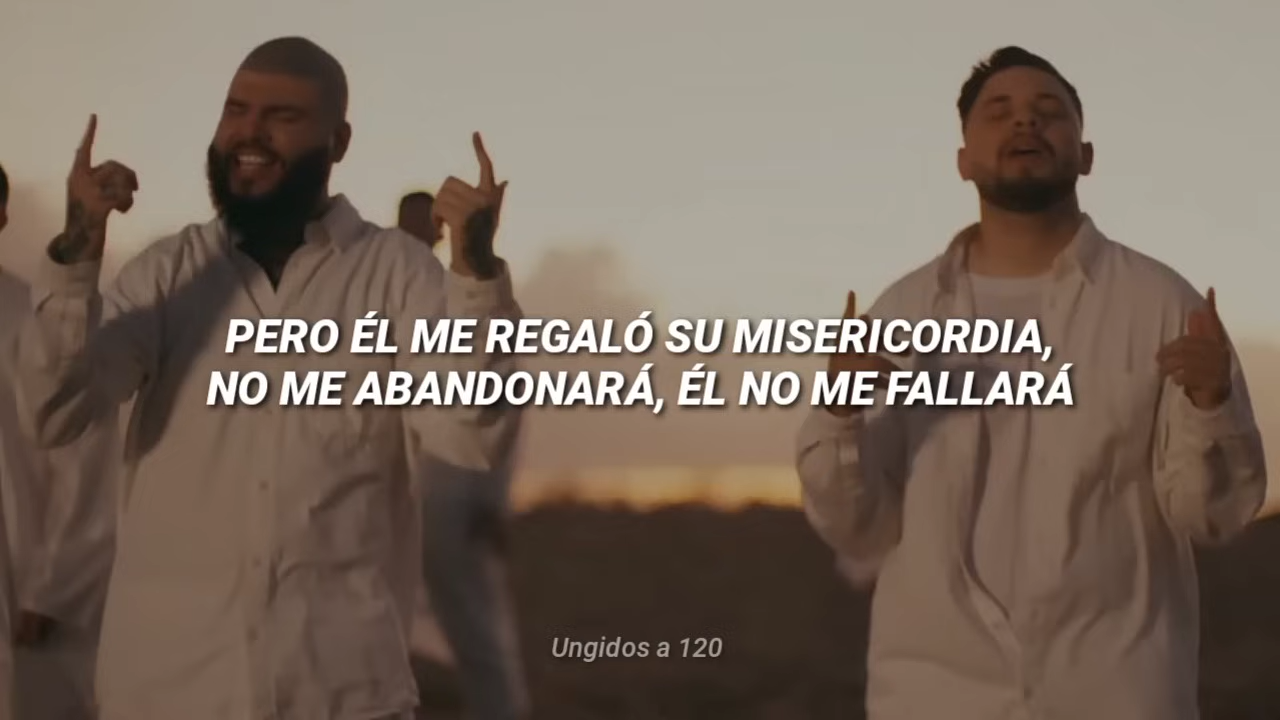 PERO ÉL ME REGALÓ SU MISERICORDIA,
NO ME ABANDONARÁ, ÉL NO ME FALLARÁ
Ungidos a 120